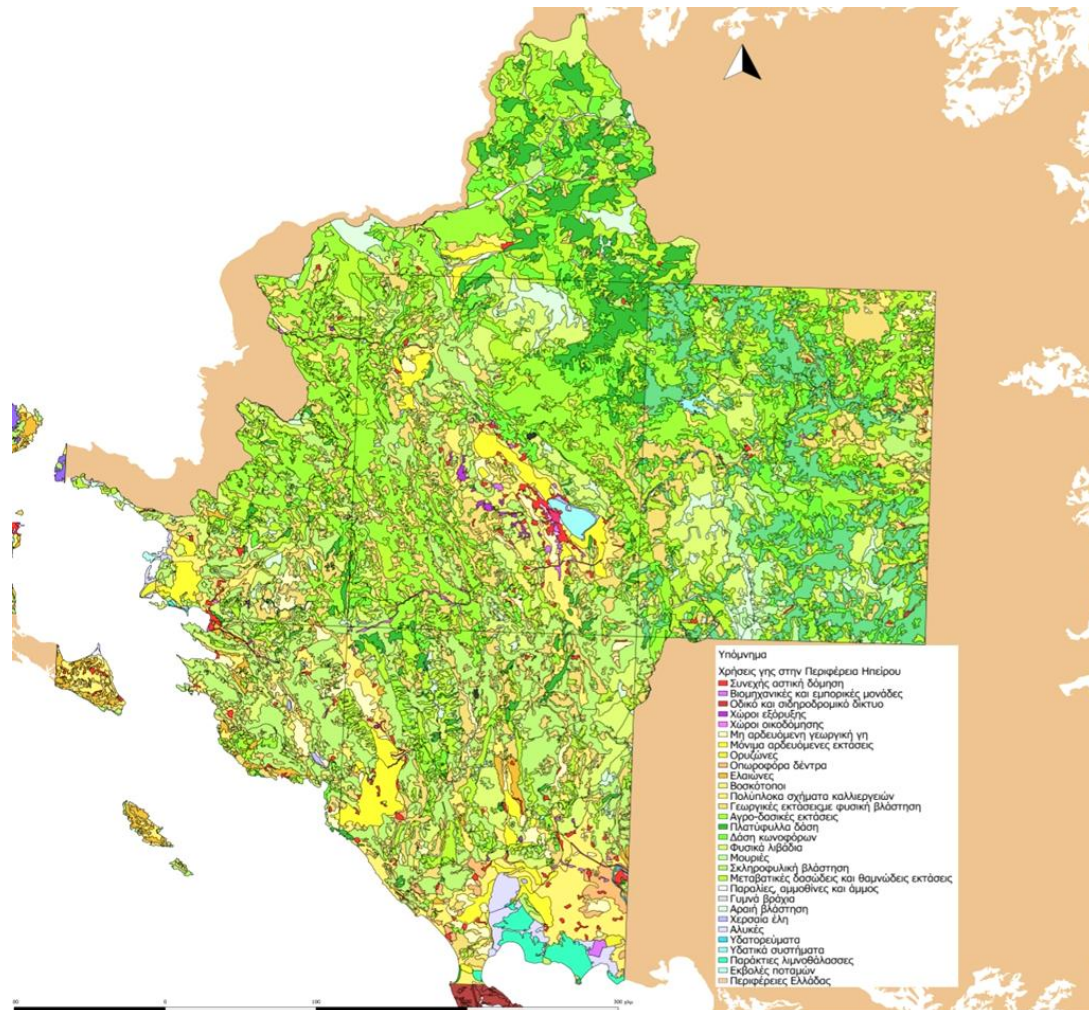 Υπόμνημα
Χρήσεις γης στην Περιφέρεια Ηπείρου
Συνεχής αστική δόμηση
Βιομηχανικές και εμπορικές μονάδες
Οδικό και σιδηροδρομικό δίκτυο
Χώροι εξόρυξης
Χώροι οικοδόμησης
Μη αρδευόμενη γεωργική γη
Μόνιμα αρδευόμενες εκτάσεις
Ορυζώνες
Οπωροφόρα δέντρα
Ελαιώνες
Βοσκότοποι
Πολύπλοκα σχήματα καλλιεργειών
Γεωργικές εκτάσεις,με φυσική βλάστηση
Αγρο-δασικές εκτάσεις
Πλατύφυλλα δάση
Δάση κωνοφόρων
Φυσικά λιβάδια
Μουριές
Σκληροφυλική βλάστηση
Μεταβατικές δασώδεις και θαμνώδεις εκτάσεις
Παραλίες, αμμοθίνες και άμμος
Γυμνά βράχια
Αραιή βλάστηση
Χερσαία έλη
Αλυκές
Υδατορεύματα
Υδατικά συστήματα
Παράκτιες λιμνοθάλασσες
Εκβολές ποταμών
Περιφέρειες Ελλάδας
0 100